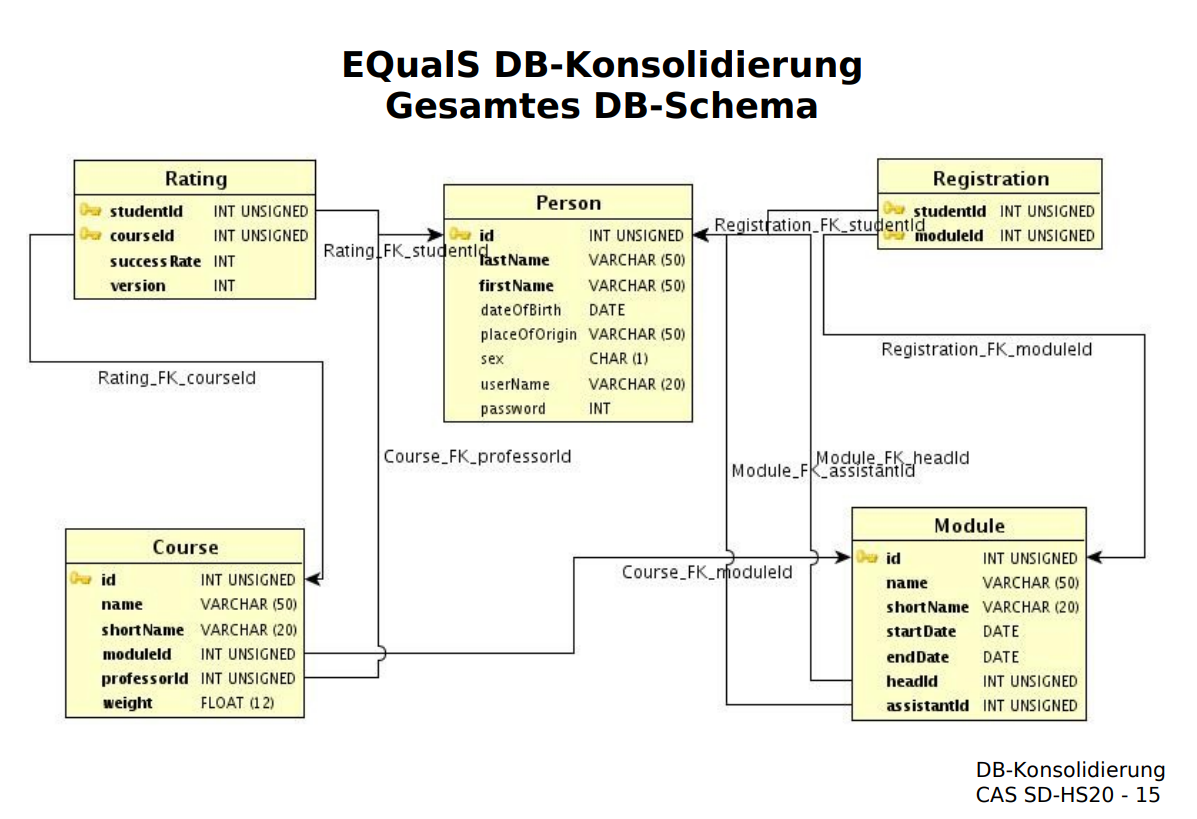 EQualS DB-Konsolidierung
Gesamtes DB-Schema
Rating
studentId INT UNSIGNED
courseId INT UNSIGNED
successRate INT
version INT
Rating_FK_studentId
Person
id INT UNSIGNED
lastName VARCHAR (50)
firstName VARCHAR (50)
dateOfBirth DATE
placeOfOrigin VARCHAR (50)
sex CHAR (1)
userName VARCHAR (20)
password INT
Registration
studentId INT UNSIGNED
moduleId INT UNSIGNED
Registration_FK_studentId
Registration_FK_moduleId
Rating_FK_courseId
Course_FK_professorId
Module_FK_headId
Module_FK_assistantId
Course
id INT UNSIGNED
name VARCHAR (50)
shortName VARCHAR (20)
moduleId INT UNSIGNED
professorId INT UNSIGNED
weight FLOAT (12)
Course_FK_moduleId
Module
id INT UNSIGNED
name VARCHAR (50)
shortName VARCHAR (20)
startDate DATE
endDate DATE
headId INT UNSIGNED
assistantId INT UNSIGNED
DB-Konsolidierung
CAS SD-HS20 - 15